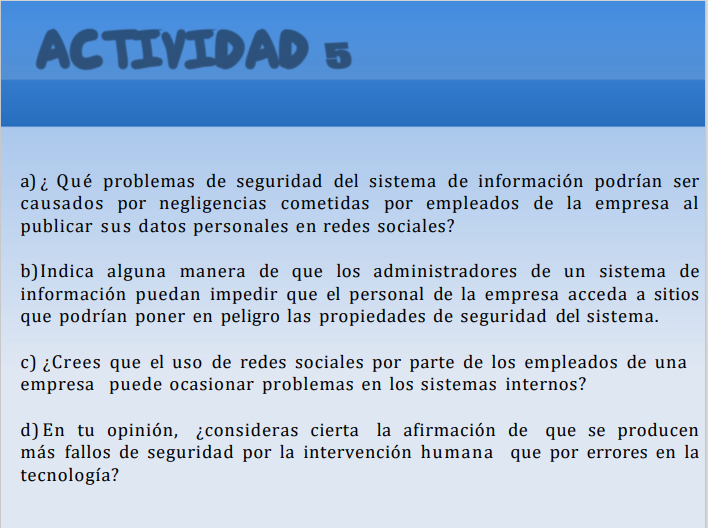 ACTIVIDAD 5
a)¿ Qué problemas de seguridad del sistema de información podrían ser
causados por negligencias cometidas por empleados de la empresa al
publicar sus datos personales en redes sociales?
b)Indica alguna manera de que los administradores de un sistema de
información puedan impedir que el personal de la empresa acceda a sitios
que podrían poner en peligro las propiedades de seguridad del sistema.
c) ¿Crees que el uso de redes sociales por parte de los empleados de una
empresa puede ocasionar problemas en los sistemas internos?
d)En tu opinión, ¿consideras cierta la afirmación de que se producen
más fallos de seguridad por la intervención humana que por errores en la
tecnología?